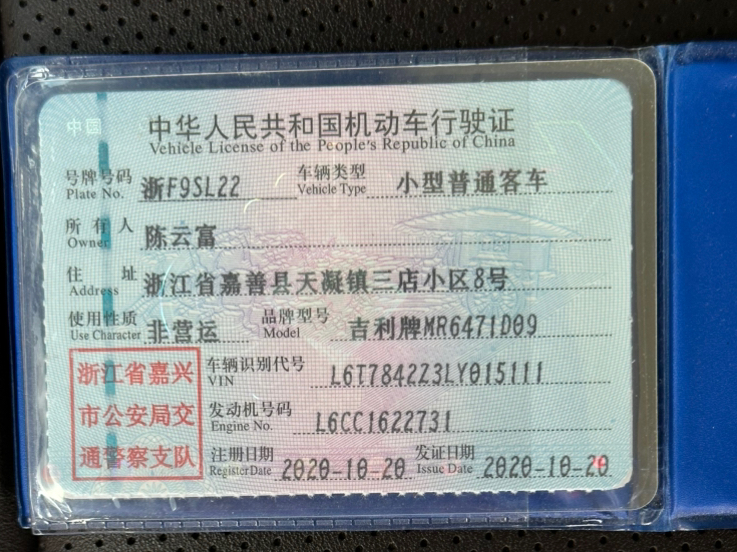 中国
中华人民共和国机动车行驶证
Vehicle License of the People's Republic of China
号牌号码 浙F9SL22 车辆类型 小型普通客车
Plate No. Vehicle Type
所有人 陈云富
Owner
住址 浙江省嘉善县天凝镇三店小区8号
Address
使用性质 非营运 品牌型号 吉利牌MR6471D09
Use Character Model
浙江省嘉兴
市公安局交
通警察支队
车辆识别代号 L6T7842Z3LY015111
VIN
发动机号码 L6CC1622731
Engine No.
注册日期 2020-10-20 发证日期 2020-10-20
Register Date Issue Date